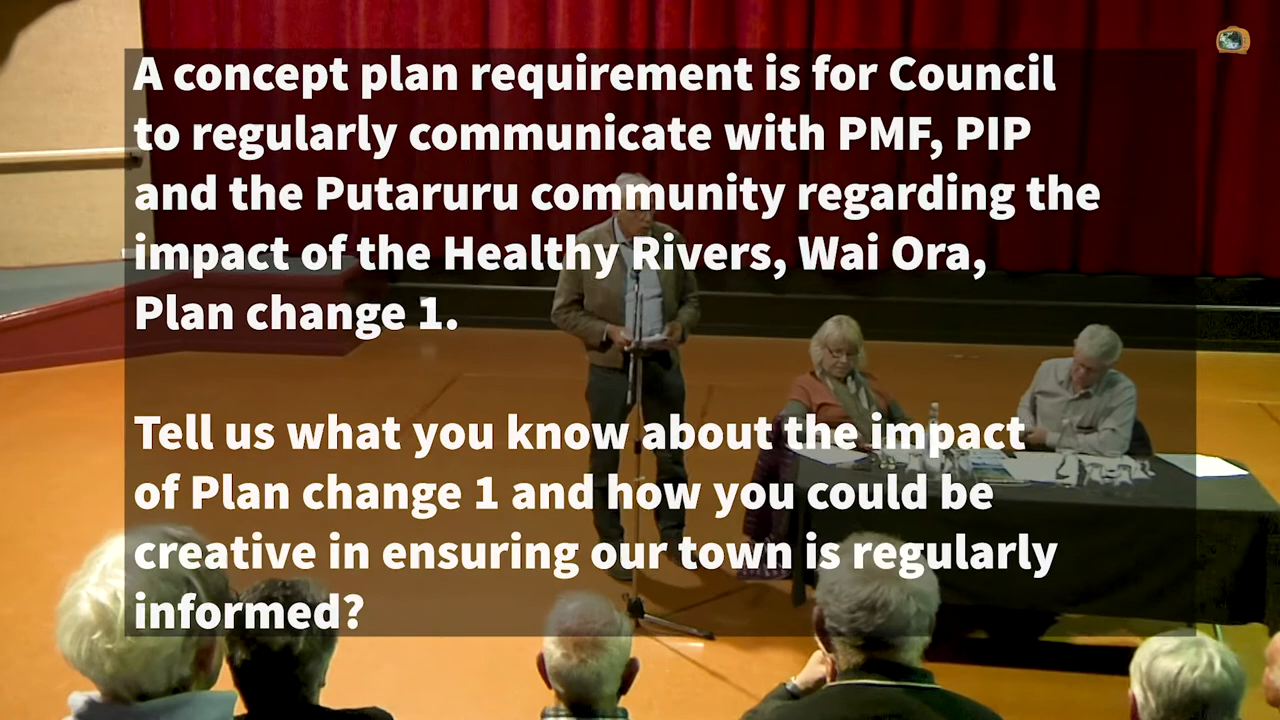 A concept plan requirement is for Council
to regularly communicate with PMF, PIP
and the Putaruru community regarding the
impact of the Healthy Rivers, Wai Ora,
Plan change 1.
Tell us what you know about the impact
of Plan change 1 and how you could be
creative in ensuring our town is regularly
informed?